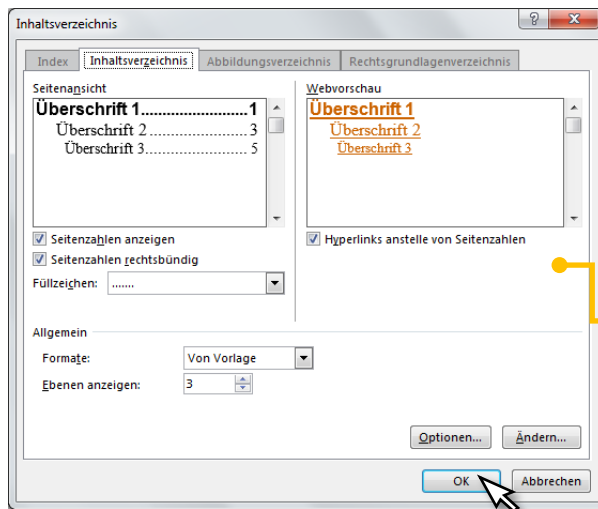 Inhaltsverzeichnis
Index Inhaltsverzeichnis Abbildungsverzeichnis Rechtsgrundlagenverzeichnis
Seitenansicht
Überschrift 1..........................1
Überschrift 2........................3
Überschrift 3......................5
Webvorschau
Überschrift 1
Überschrift 2
Überschrift 3
Seitenzahlen anzeigen
Seitenzahlen rechtsbündig
Füllzeichen: .......
Hyperlinks anstelle von Seitenzahlen
Allgemein
Formate: Von Vorlage
Ebenen anzeigen: 3
Optionen... Ändern...
OK Abbrechen